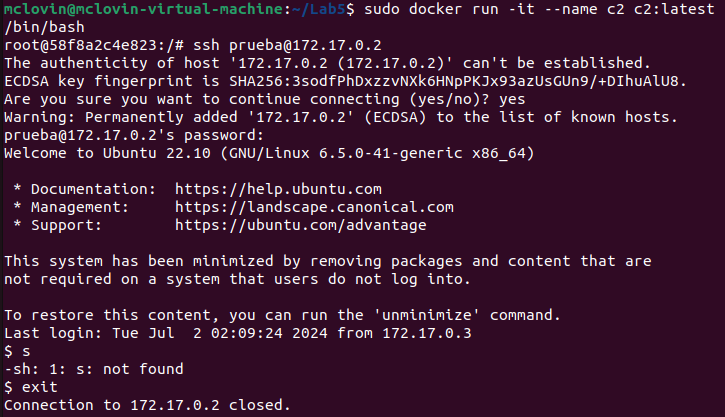 mclovin@mclovin-virtual-machine:~/Lab5$ sudo docker run -it --name c2 c2:latest
/bin/bash
root@58f8a2c4e823:/# ssh prueba@172.17.0.2
The authenticity of host '172.17.0.2 (172.17.0.2)' can't be established.
ECDSA key fingerprint is SHA256:3sodfPhDxzzvNXk6HNpPKJx93azUsGUn9/+DIhuAlU8.
Are you sure you want to continue connecting (yes/no)? yes
Warning: Permanently added '172.17.0.2' (ECDSA) to the list of known hosts.
prueba@172.17.0.2's password:
Welcome to Ubuntu 22.10 (GNU/Linux 6.5.0-41-generic x86_64)
* Documentation:  https://help.ubuntu.com
* Management:     https://landscape.canonical.com
* Support:        https://ubuntu.com/advantage
This system has been minimized by removing packages and content that are
not required on a system that users do not log into.
To restore this content, you can run the 'unminimize' command.
Last login: Tue Jul  2 02:09:24 2024 from 172.17.0.3
$ s
-sh: 1: s: not found
$ exit
Connection to 172.17.0.2 closed.